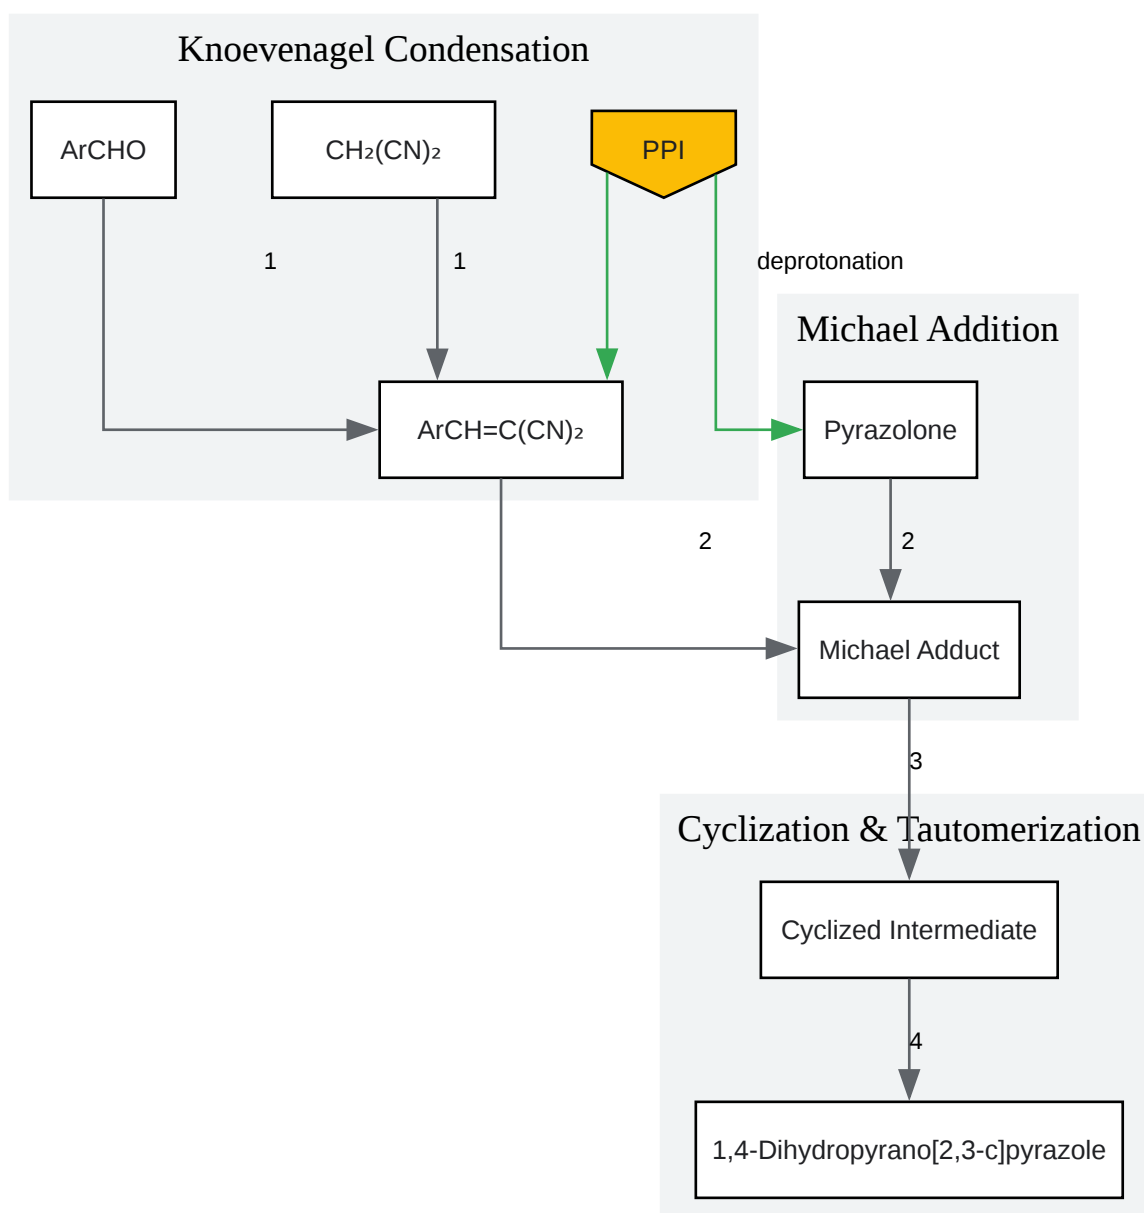 Knoevenagel Condensation
ArCHO
CH₂(CN)₂
PPI
1
1
deprotonation
Michael Addition
ArCH=C(CN)₂
Pyrazolone
2
2
Michael Adduct
3
Cyclization & Tautomerization
Cyclized Intermediate
4
1,4-Dihydropyrano[2,3-c]pyrazole